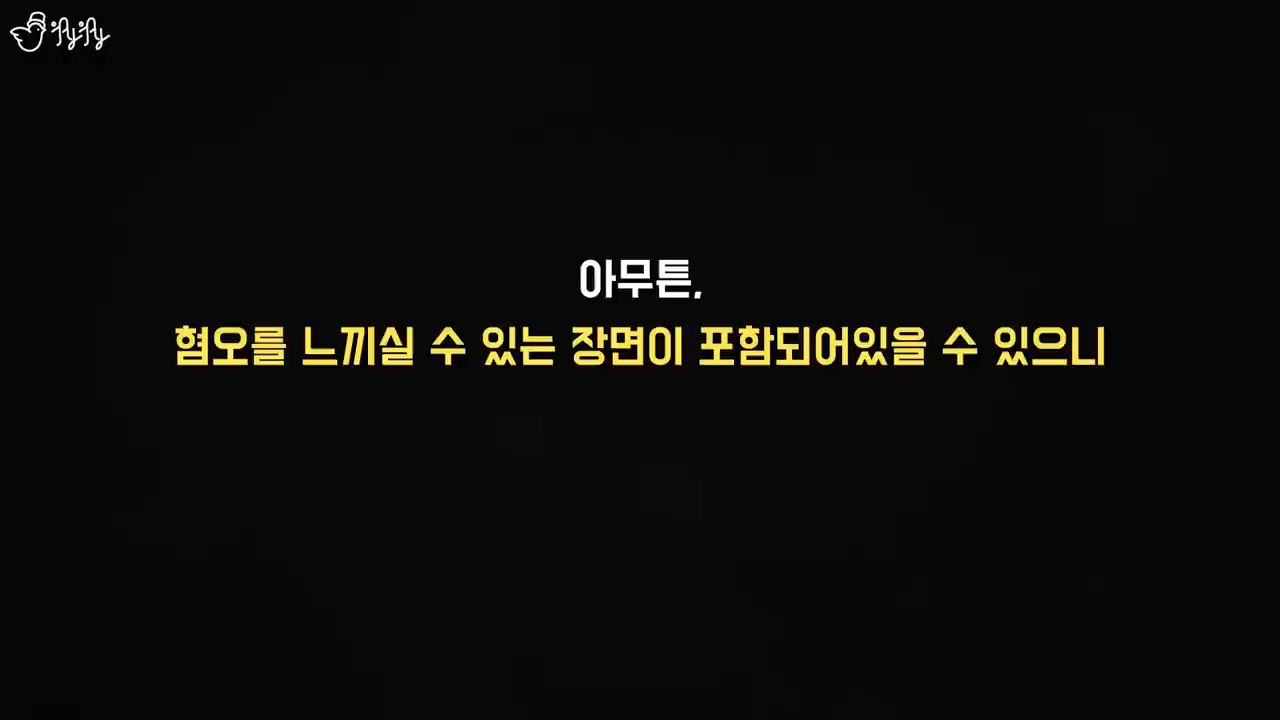 아무튼,
혐오를 느끼실 수 있는 장면이 포함되어있을 수 있으니